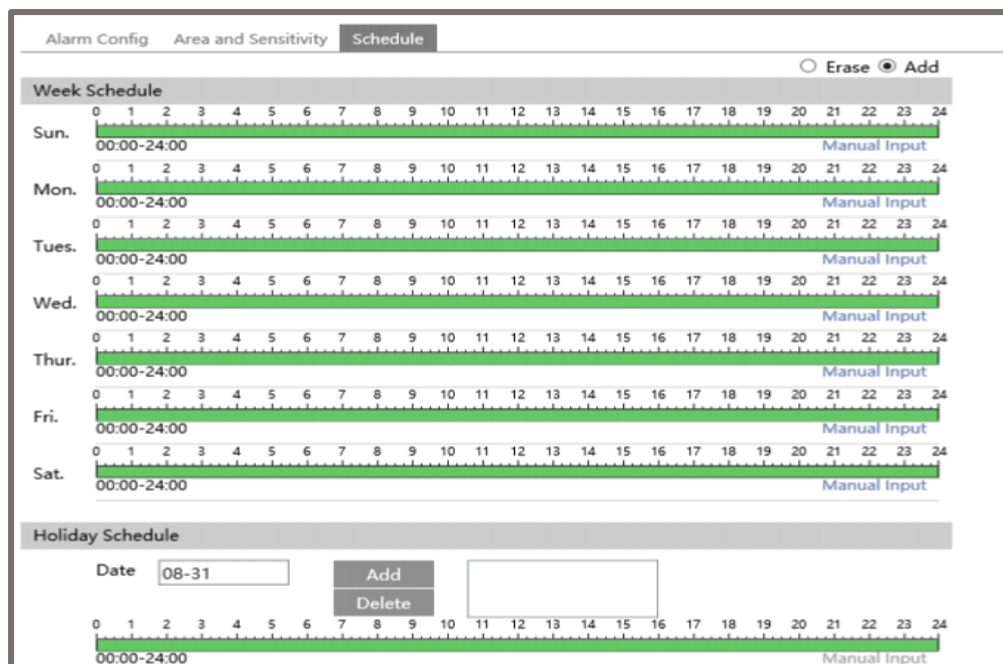 Alarm Config Area and Sensitivity Schedule
Erase Add
Week Schedule
0 1 2 3 4 5 6 7 8 9 10 11 12 13 14 15 16 17 18 19 20 21 22 23 24
Sun.
00:00-24:00 Manual Input
0 1 2 3 4 5 6 7 8 9 10 11 12 13 14 15 16 17 18 19 20 21 22 23 24
Mon.
00:00-24:00 Manual Input
0 1 2 3 4 5 6 7 8 9 10 11 12 13 14 15 16 17 18 19 20 21 22 23 24
Tues.
00:00-24:00 Manual Input
0 1 2 3 4 5 6 7 8 9 10 11 12 13 14 15 16 17 18 19 20 21 22 23 24
Wed.
00:00-24:00 Manual Input
0 1 2 3 4 5 6 7 8 9 10 11 12 13 14 15 16 17 18 19 20 21 22 23 24
Thur.
00:00-24:00 Manual Input
0 1 2 3 4 5 6 7 8 9 10 11 12 13 14 15 16 17 18 19 20 21 22 23 24
Fri.
00:00-24:00 Manual Input
0 1 2 3 4 5 6 7 8 9 10 11 12 13 14 15 16 17 18 19 20 21 22 23 24
Sat.
00:00-24:00 Manual Input
Holiday Schedule
Date 08-31 Add
Delete
0 1 2 3 4 5 6 7 8 9 10 11 12 13 14 15 16 17 18 19 20 21 22 23 24
00:00-24:00 Manual Input